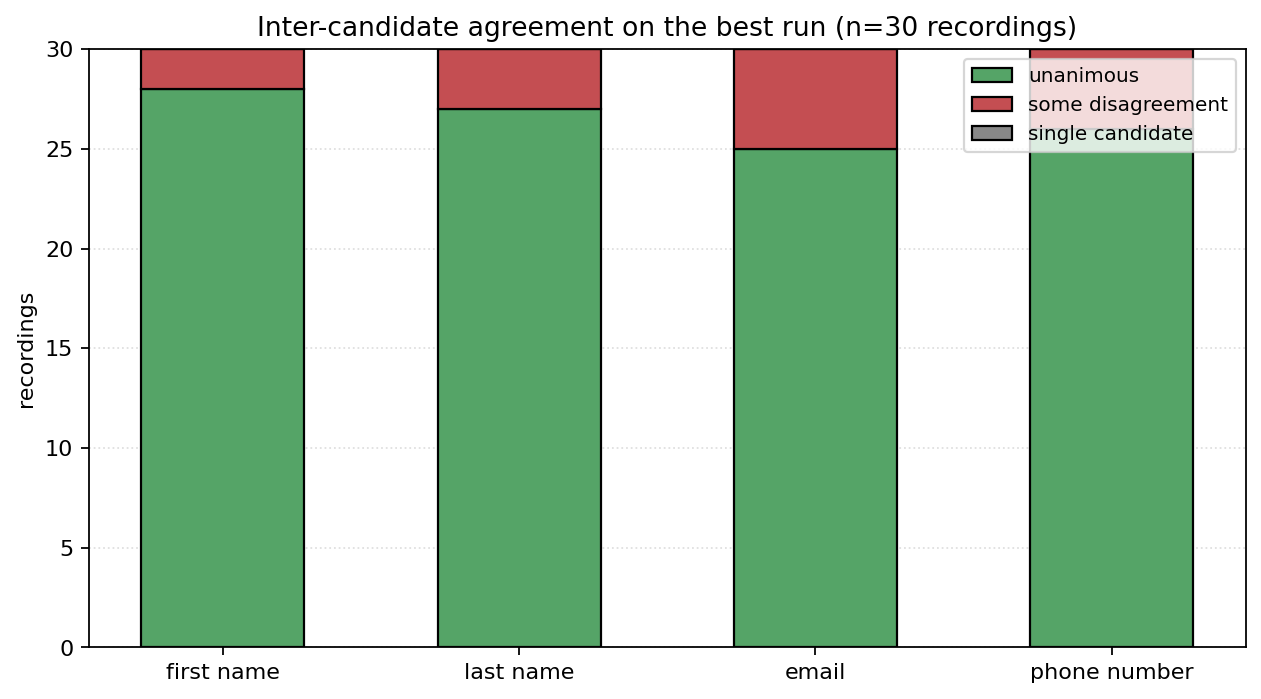 Inter-candidate agreement on the best run (n=30 recordings)
30
25
20
15
10
5
0
recordings
unanimous
some disagreement
single candidate
first name last name email phone number